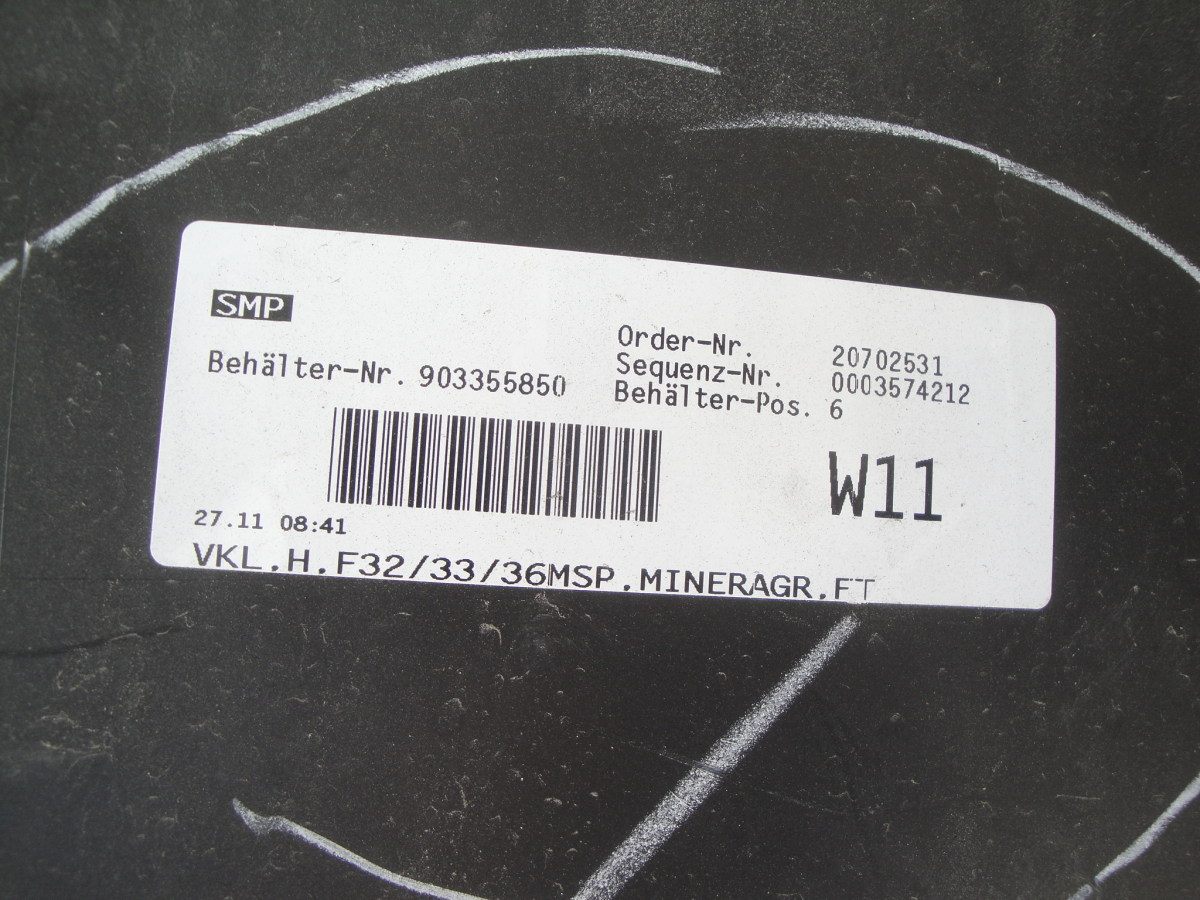 SMP
Behälter-Nr. 903355850
Order-Nr. 20702531
Sequenz-Nr. 0003574212
Behälter-Pos. 6
W11
27.11 08:41
VKL.H.F32/33/36MSP.MINERAGR.FT